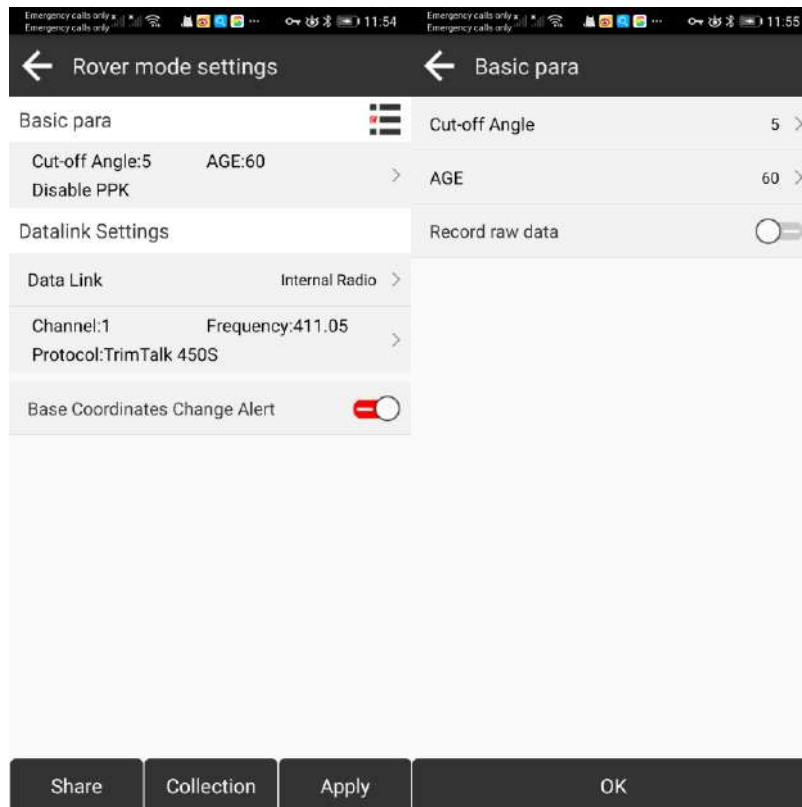 Emergency calls only
Emergency calls only
11:54
Rover mode settings
Basic para
Cut-off Angle:5 AGE:60
Disable PPK
Datalink Settings
Data Link Internal Radio
Channel:1 Frequency:411.05
Protocol:TrimTalk 450S
Base Coordinates Change Alert
Share Collection Apply
Emergency calls only
Emergency calls only
11:55
Basic para
Cut-off Angle 5
AGE 60
Record raw data
OK